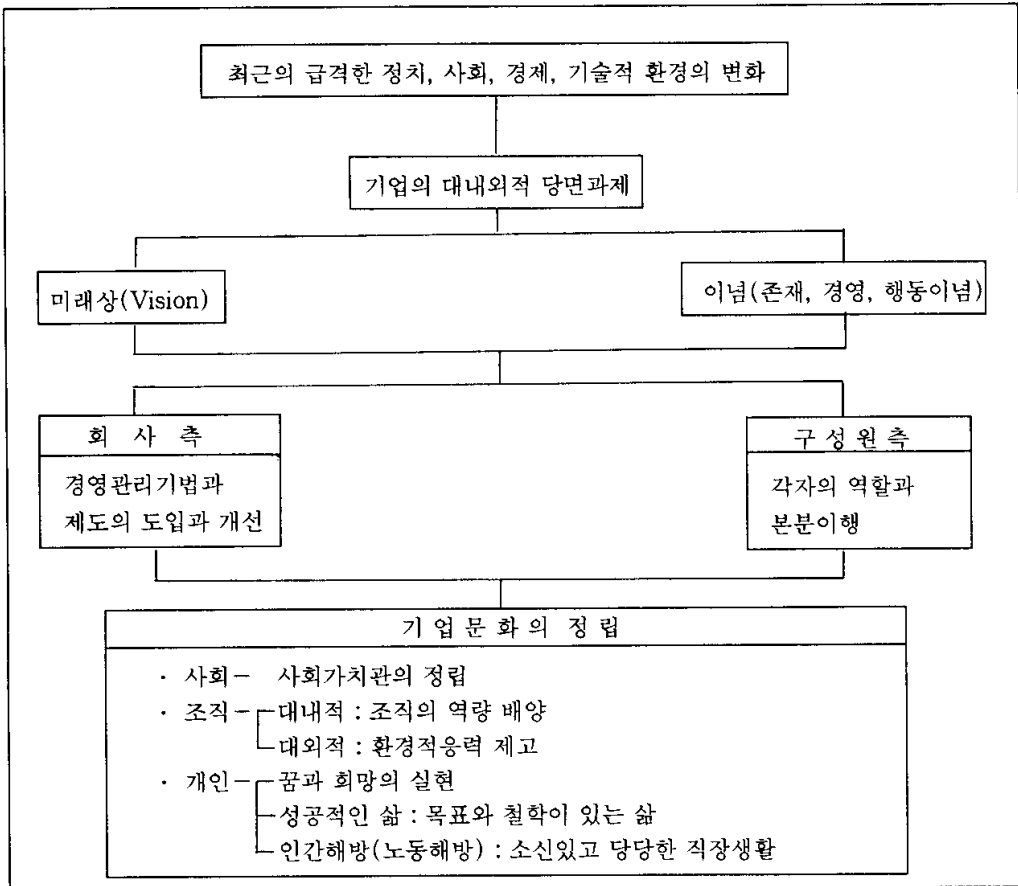 최근의 급격한 정치, 사회, 경제, 기술적 환경의 변화
기업의 대내외적 당면과제
미래상(Vision)
이념(존재, 경영, 행동이념)
회 사 측
경영관리기법과
제도의 도입과 개선
구 성 원 측
각자의 역할과
본분이행
기 업 문 화 의 정 립
· 사회 - 사회가치관의 정립
· 조직 - 대내적 : 조직의 역량 배양
대외적 : 환경적응력 제고
· 개인 - 꿈과 희망의 실현
성공적인 삶 : 목표와 철학이 있는 삶
인간해방(노동해방) : 소신있고 당당한 직장생활